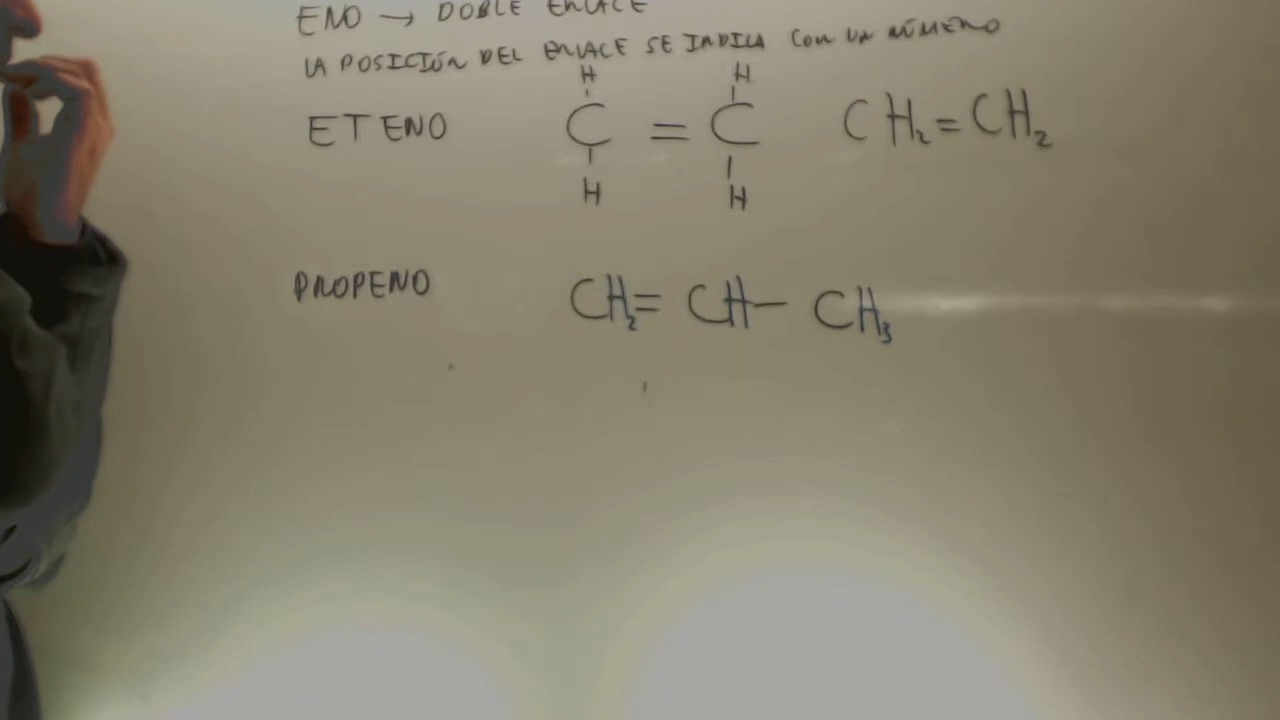 ENO → DOBLE ENLACE
LA POSICIÓN DEL ENLACE SE INDICA CON UN NÚMERO
H H
ETENO C = C CH₂=CH₂
H H
PROPENO CH₂= CH— CH₃